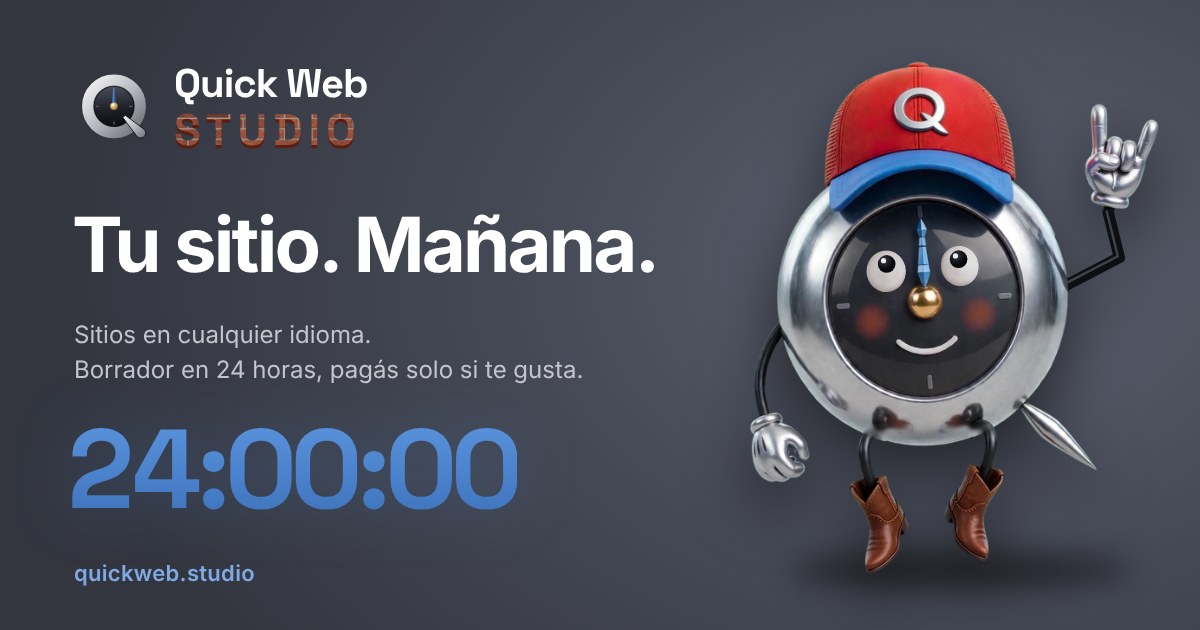 Quick Web
STUDIO
Tu sitio. Mañana.
Sitios en cualquier idioma.
Borrador en 24 horas, pagás solo si te gusta.
24:00:00
quickweb.studio
Q